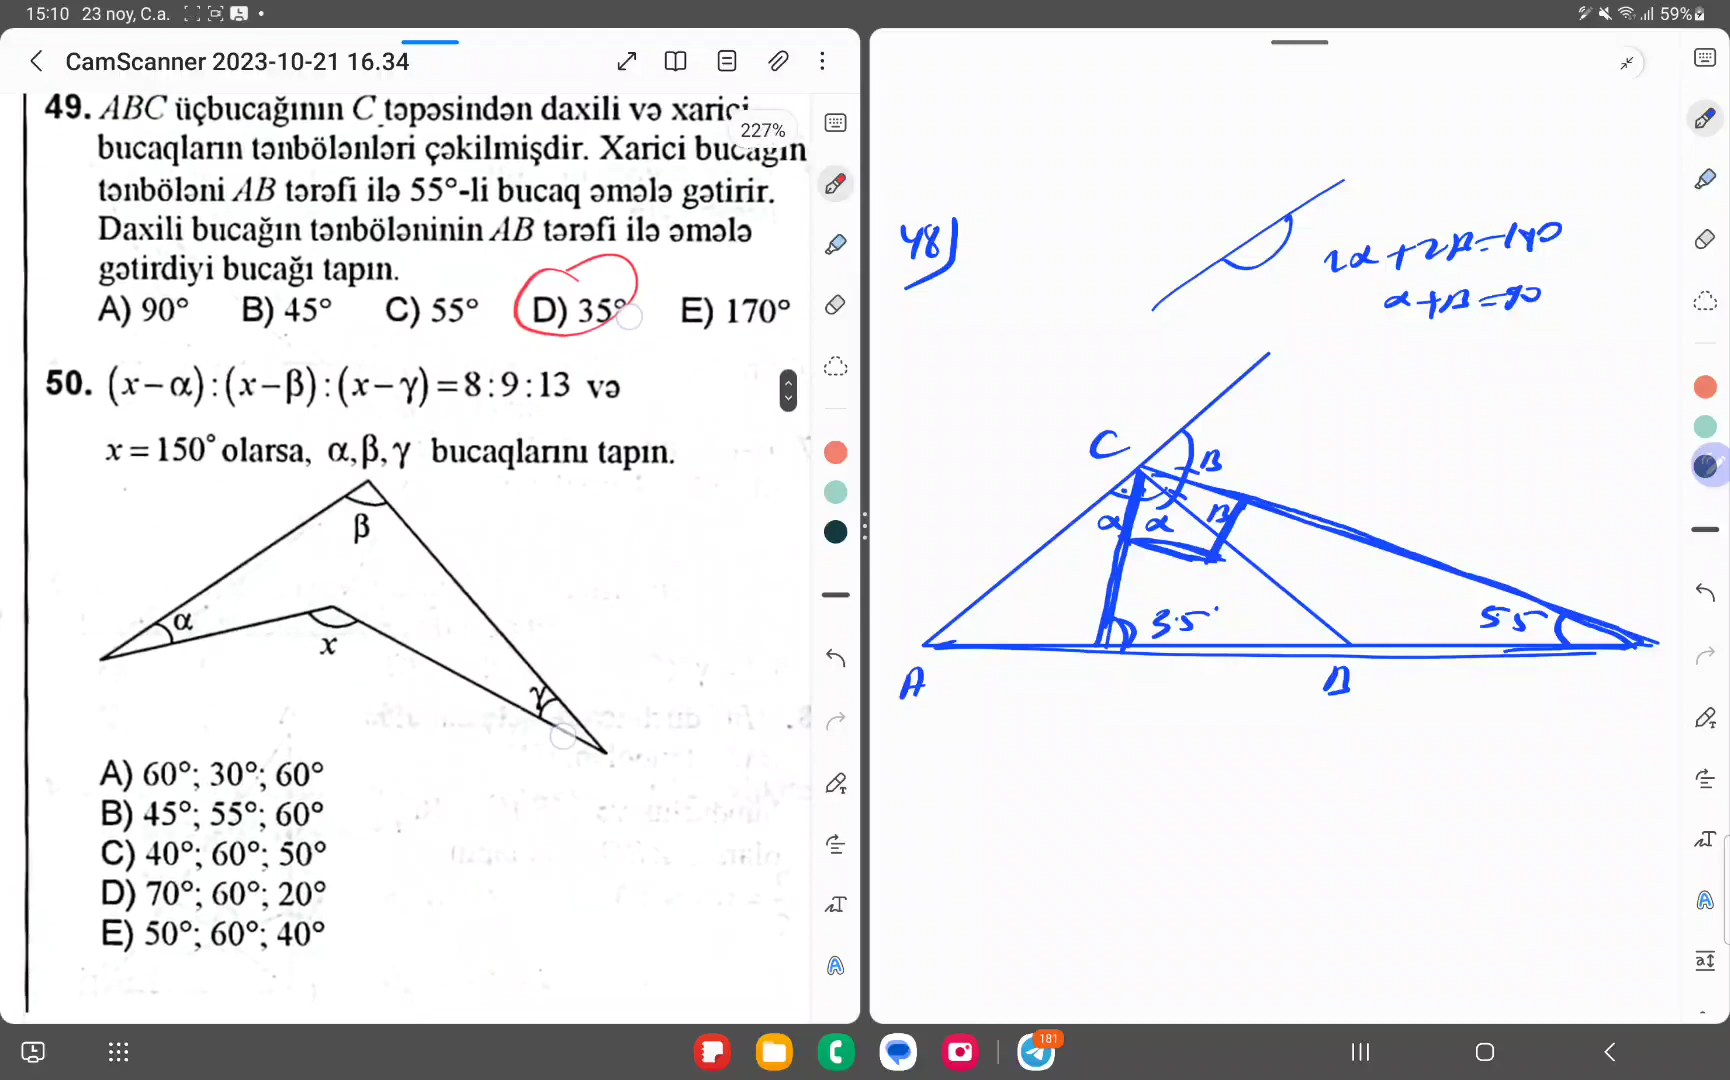 15:10 23 noy, C.a.
59%
CamScanner 2023-10-21 16.34
227%
49. ABC üçbucağının C təpəsindən daxili və xarici
bucaqların tənbölənləri çəkilmişdir. Xarici bucağın
tənböləni AB tərəfi ilə 55°-li bucaq əmələ gətirir.
Daxili bucağın tənböləninin AB tərəfi ilə əmələ
gətirdiyi bucağı tapın.
A) 90° B) 45° C) 55° D) 35° E) 170°
50. (x−α):(x−β):(x−γ)=8:9:13 və
x=150° olarsa, α,β,γ bucaqlarını tapın.
β
α
x
γ
A) 60°; 30°; 60°
B) 45°; 55°; 60°
C) 40°; 60°; 50°
D) 70°; 60°; 20°
E) 50°; 60°; 40°
48)
2α+2β=180
α+β=90
C
β
α α β
35°
55
A B
181